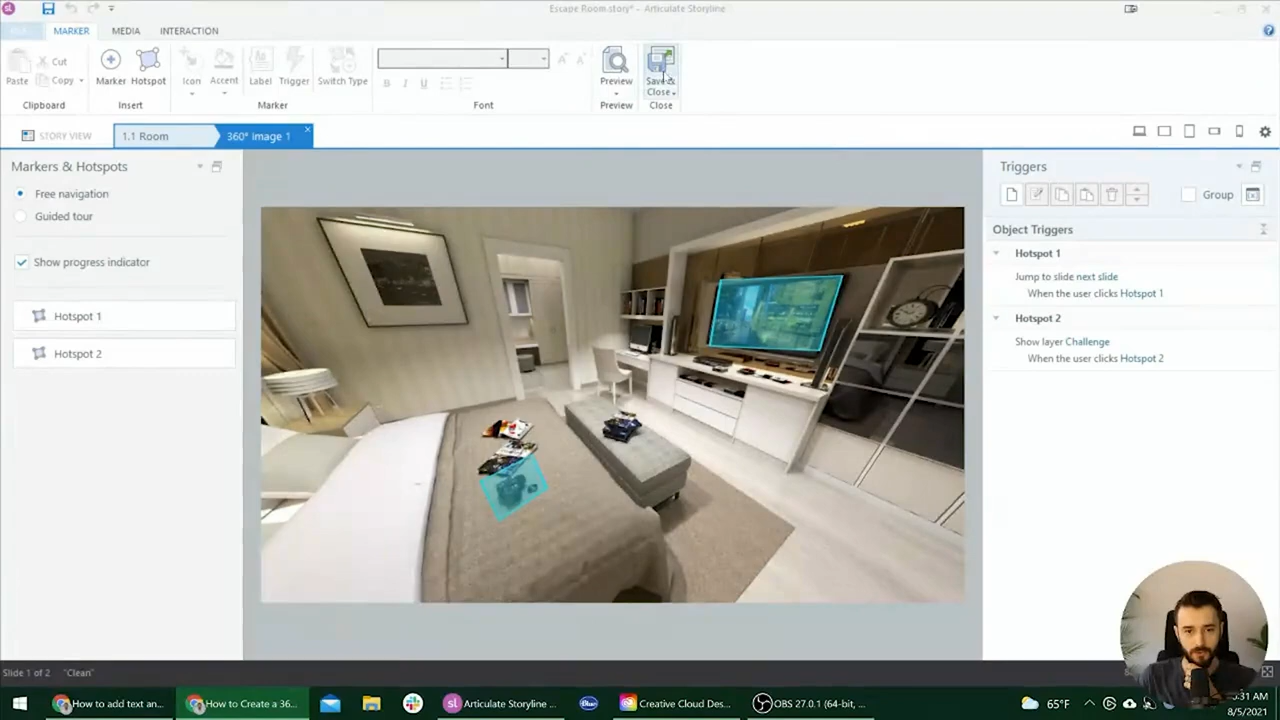 Escape Room.story* - Articulate Storyline
MARKER MEDIA INTERACTION
Paste Cut Copy Marker Hotspot Icon Accent Label Trigger Switch Type B I U Preview Save & Close
Clipboard Insert Marker Font Preview Close
STORY VIEW 1.1 Room 360° Image 1
Markers & Hotspots
Free navigation
Guided tour
Show progress indicator
Hotspot 1
Hotspot 2
Triggers
Group
Object Triggers
Hotspot 1
Jump to slide next slide
When the user clicks Hotspot 1
Hotspot 2
Show layer Challenge
When the user clicks Hotspot 2
Slide 1 of 2 "Clean"
How to add text an... How to Create a 36... Articulate Storyline ... Creative Cloud Des... OBS 27.0.1 (64-bit, ... 65°F
8/5/2021